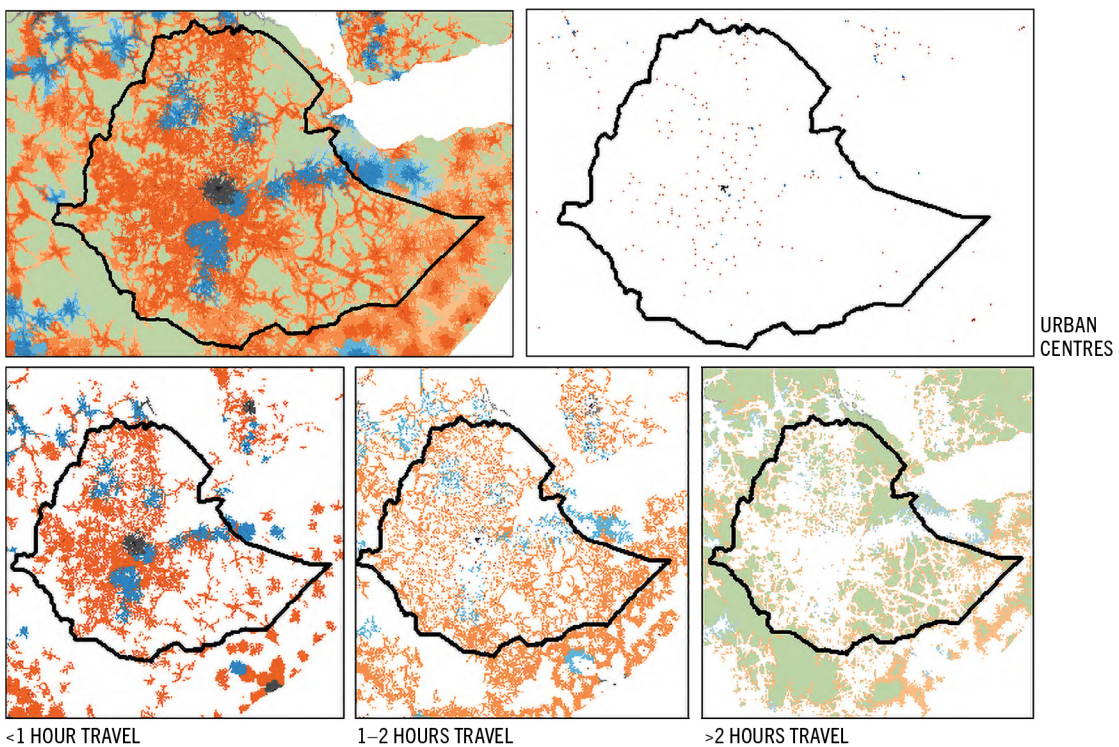 URBAN
CENTRES
<1 HOUR TRAVEL
1–2 HOURS TRAVEL
>2 HOURS TRAVEL